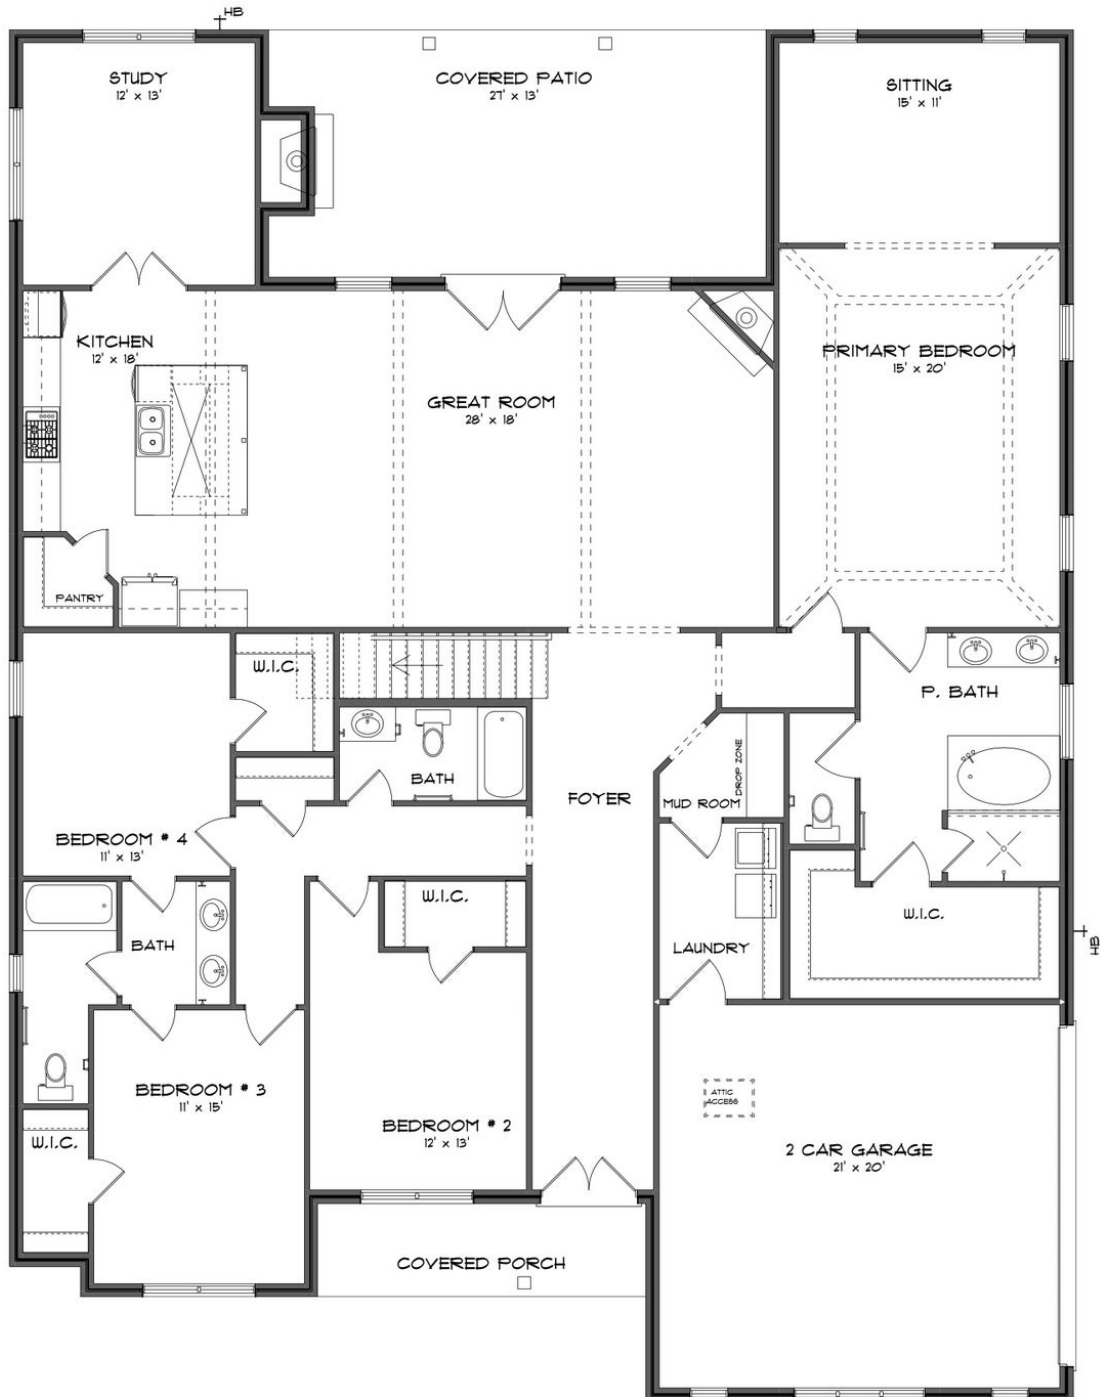 HB
STUDY
12' x 13'
COVERED PATIO
27' x 13'
SITTING
15' x 11'
KITCHEN
12' x 18'
PRIMARY BEDROOM
15' x 20'
GREAT ROOM
28' x 18'
PANTRY
W.I.C.
P. BATH
BATH
DROP ZONE
MUD ROOM
FOYER
BEDROOM # 4
11' x 13'
W.I.C.
W.I.C.
BATH
LAUNDRY
HB
BEDROOM # 3
11' x 15'
ATTIC
ACCESS
BEDROOM # 2
12' x 13'
W.I.C.
2 CAR GARAGE
21' x 20'
COVERED PORCH